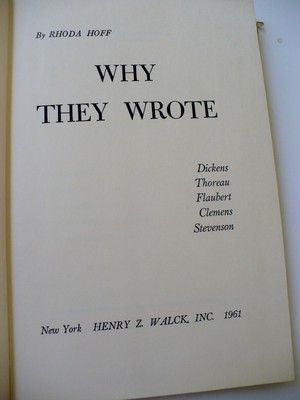 By RHODA HOFF
WHY
THEY WROTE
Dickens
Thoreau
Flaubert
Clemens
Stevenson
New York HENRY Z. WALCK, INC. 1961